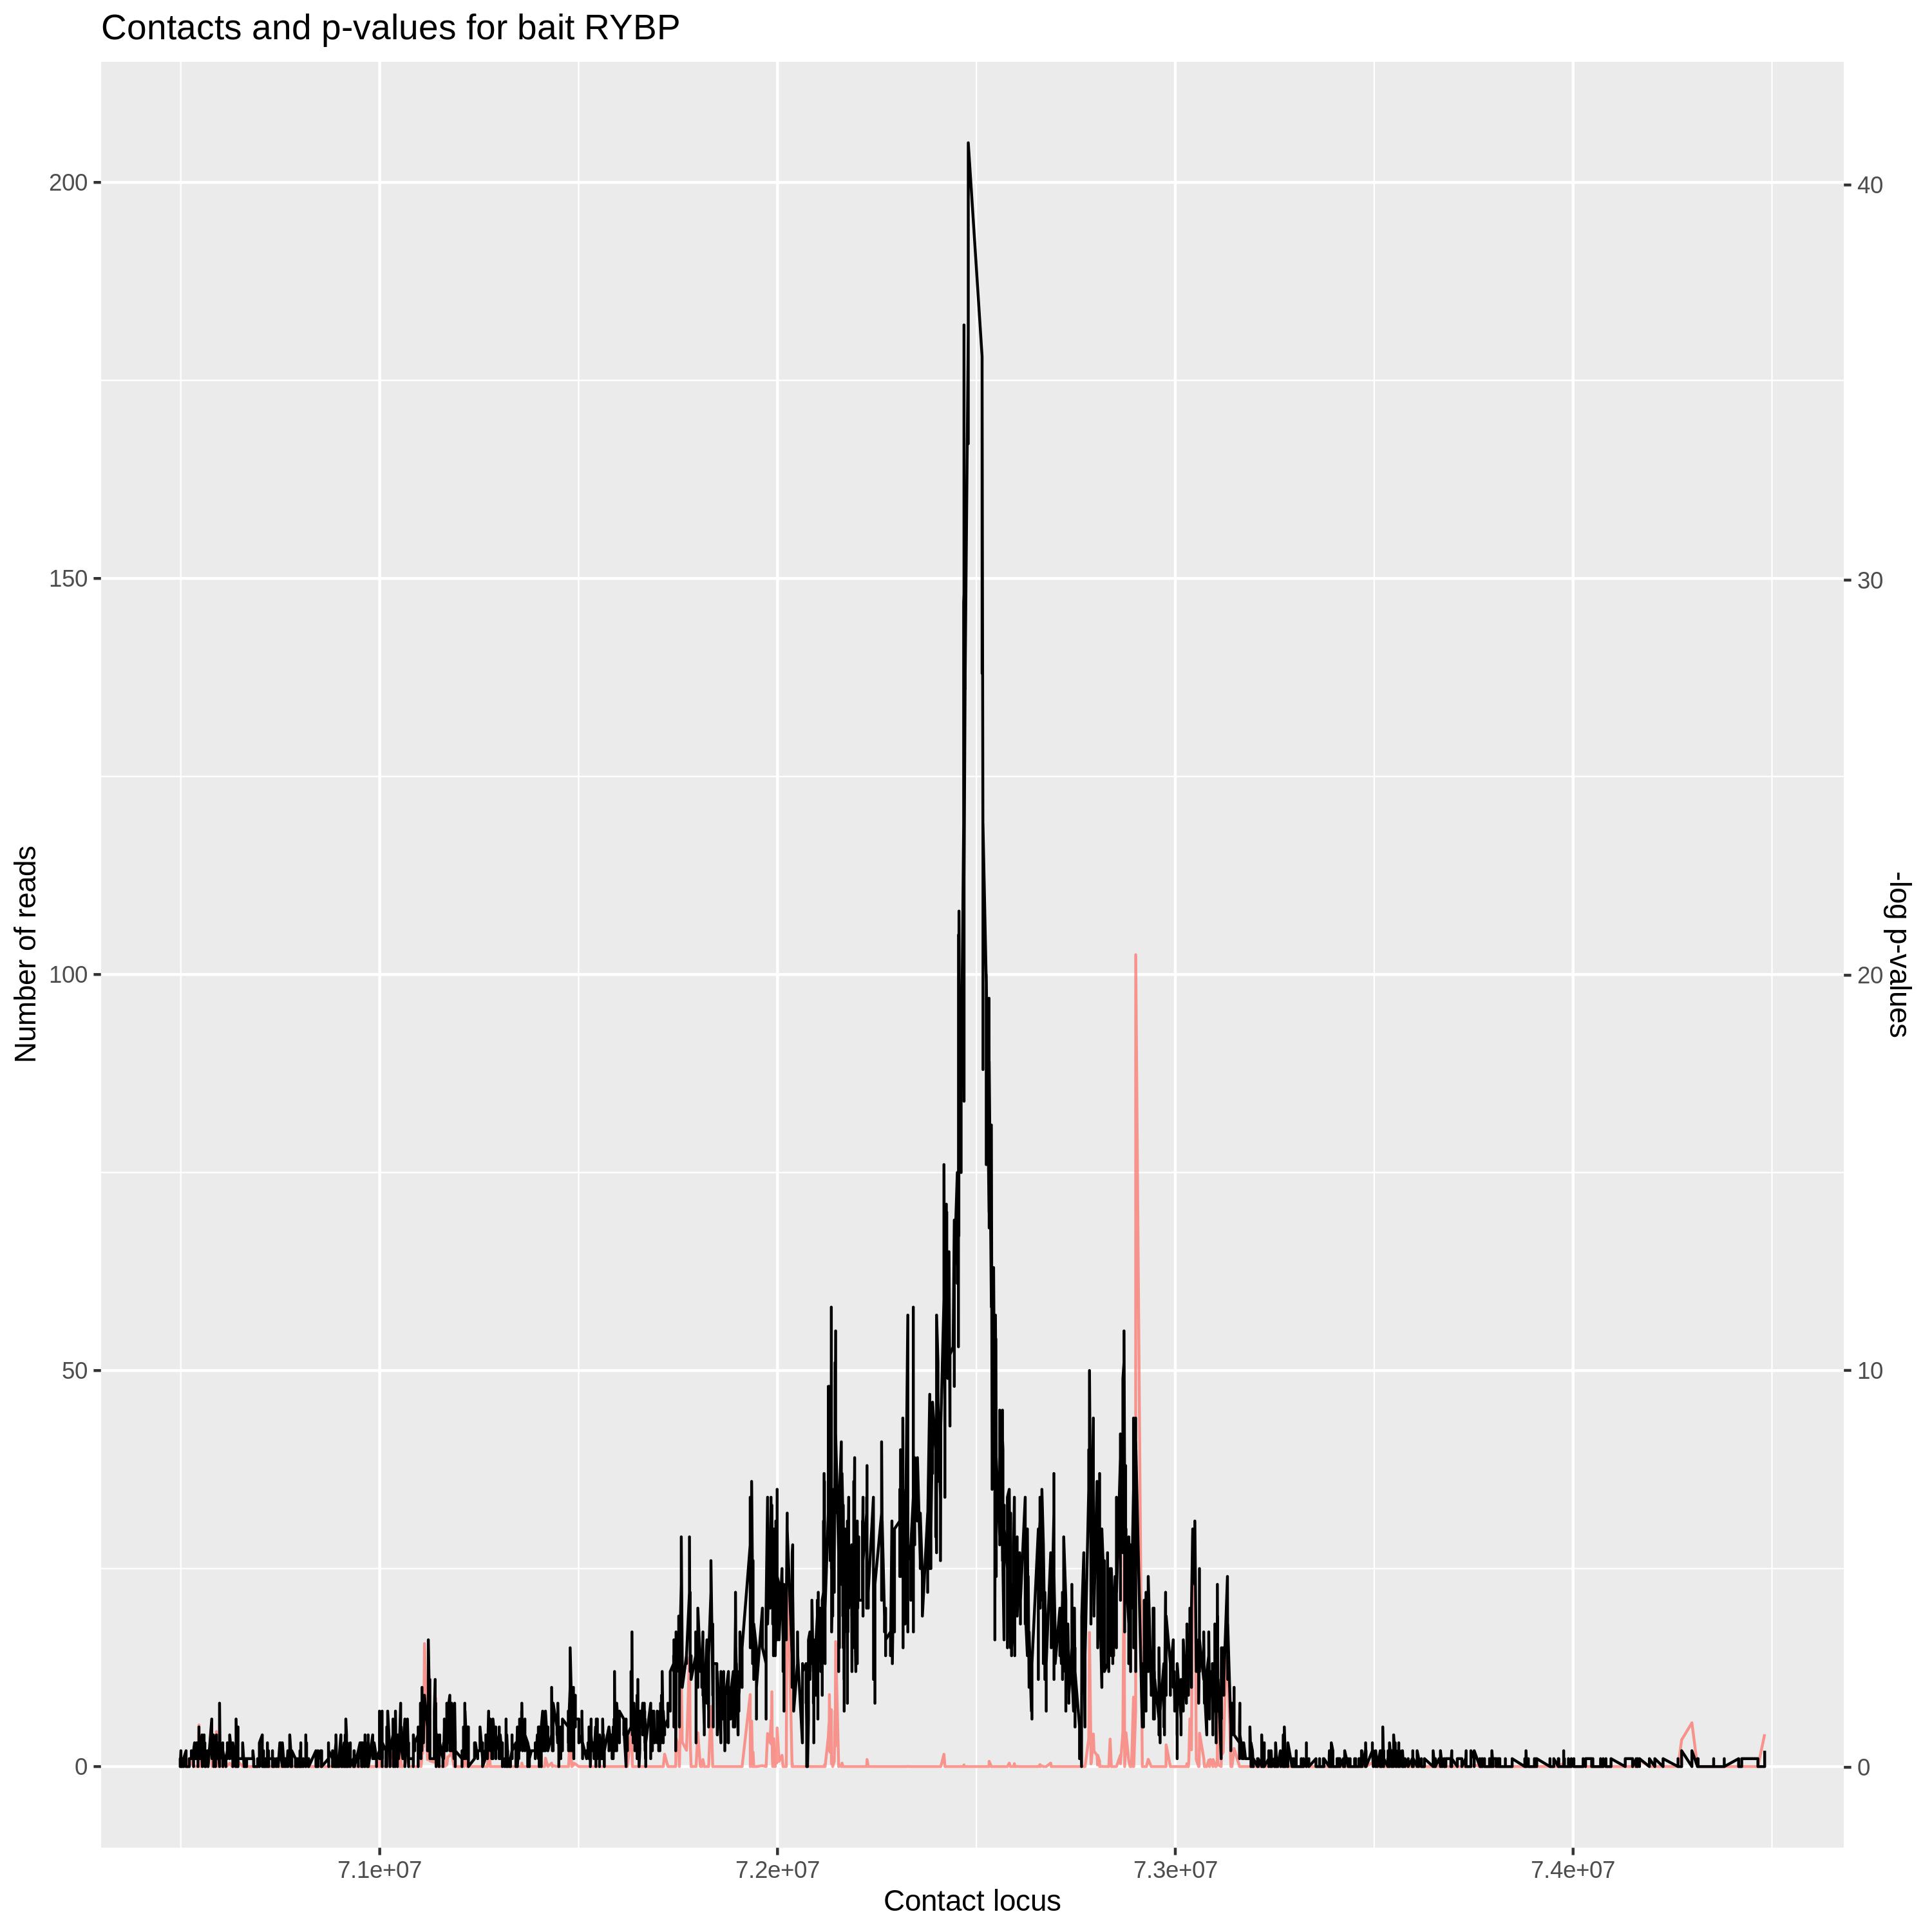 Contacts and p-values for bait RYBP
200
150
100
50
0
Number of reads
40
30
20
10
0
-log p-values
7.1e+07
7.2e+07
7.3e+07
7.4e+07
Contact locus